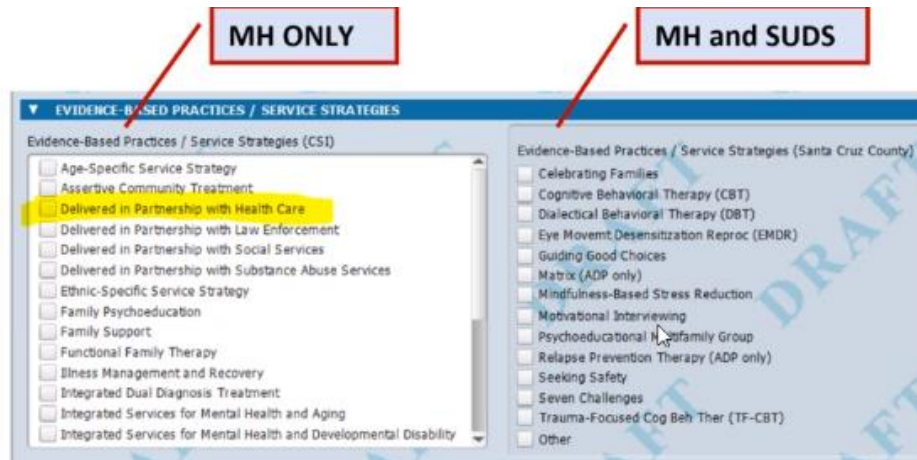 MH ONLY
MH and SUDS
EVIDENCE-BASED PRACTICES / SERVICE STRATEGIES
Evidence-Based Practices / Service Strategies (CSI)
Age-Specific Service Strategy
Assertive Community Treatment
Delivered in Partnership with Health Care
Delivered in Partnership with Law Enforcement
Delivered in Partnership with Social Services
Delivered in Partnership with Substance Abuse Services
Ethnic-Specific Service Strategy
Family Psychoeducation
Family Support
Functional Family Therapy
Illness Management and Recovery
Integrated Dual Diagnosis Treatment
Integrated Services for Mental Health and Aging
Integrated Services for Mental Health and Developmental Disability
Evidence-Based Practices / Service Strategies (Santa Cruz County)
Celebrating Families
Cognitive Behavioral Therapy (CBT)
Dialectical Behavioral Therapy (DBT)
Eye Movemt Desensitization Reproc (EMDR)
Guiding Good Choices
Matrix (ADP only)
Mindfulness-Based Stress Reduction
Motivational Interviewing
Psychoeducational Multifamily Group
Relapse Prevention Therapy (ADP only)
Seeking Safety
Seven Challenges
Trauma-Focused Cog Beh Ther (TF-CBT)
Other
DRAFT
DRAFT